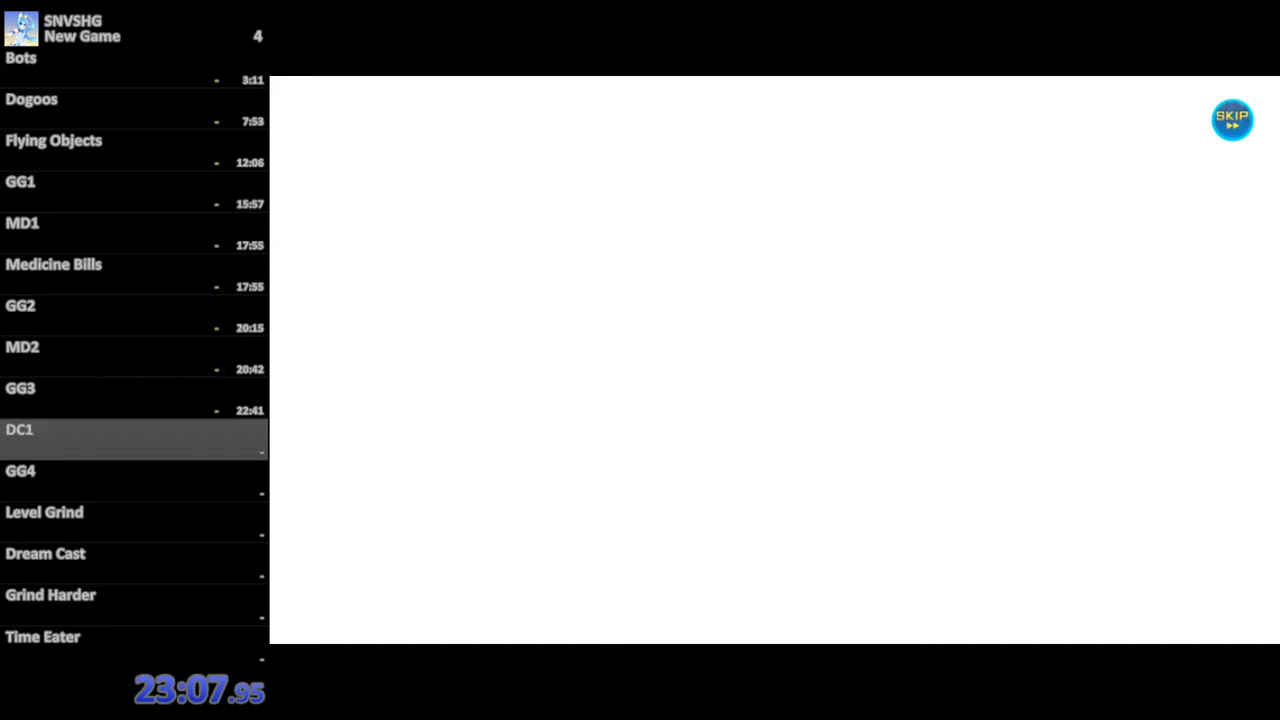 SNVSHG
New Game 4
Bots
- 3:11
Dogoos
- 7:53
Flying Objects
- 12:06
GG1
- 15:57
MD1
- 17:55
Medicine Bills
- 17:55
GG2
- 20:15
MD2
- 20:42
GG3
- 22:41
DC1
-
GG4
-
Level Grind
-
Dream Cast
-
Grind Harder
-
Time Eater
-
23:07.95
SKIP